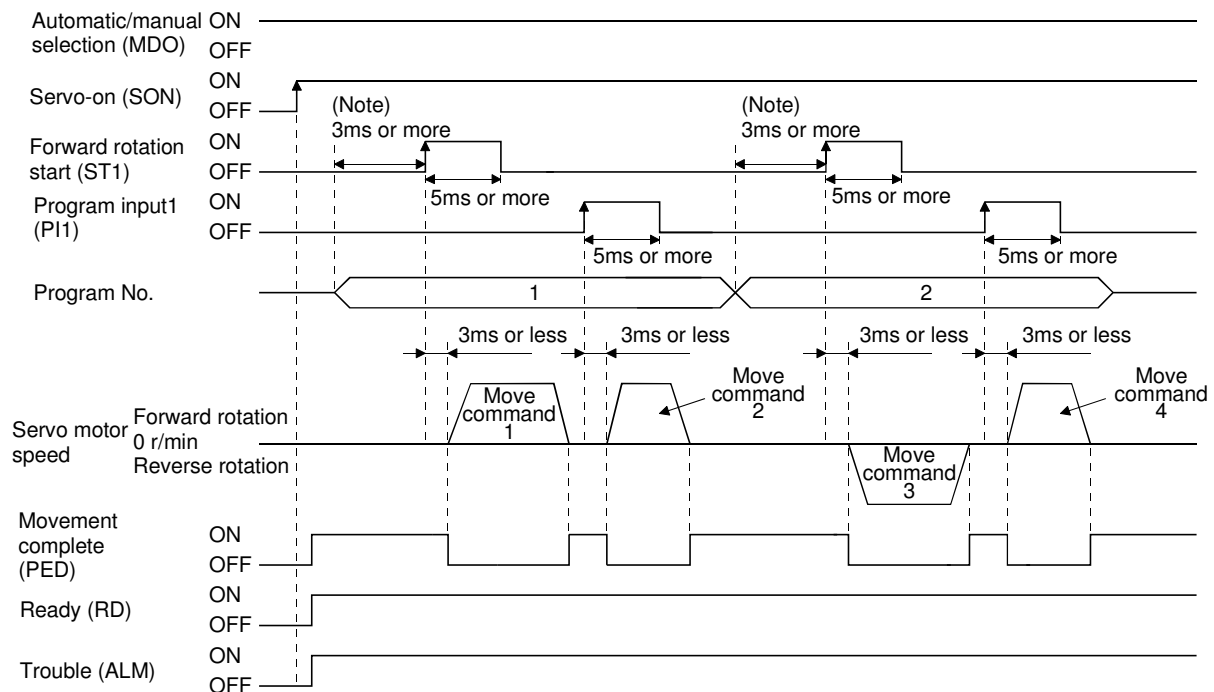 Automatic/manual ON
selection (MDO) OFF
ON
Servo-on (SON)
OFF
(Note)
3ms or more
(Note)
3ms or more
Forward rotation ON
start (ST1) OFF
5ms or more
5ms or more
Program input1 ON
(PI1) OFF
5ms or more
5ms or more
Program No.
1
2
3ms or less
3ms or less
3ms or less
3ms or less
Servo motor
speed
Forward rotation
0 r/min
Reverse rotation
Move
command
1
Move
command
2
Move
command
3
Move
command
4
Movement
complete
(PED)
ON
OFF
Ready (RD)
ON
OFF
Trouble (ALM)
ON
OFF